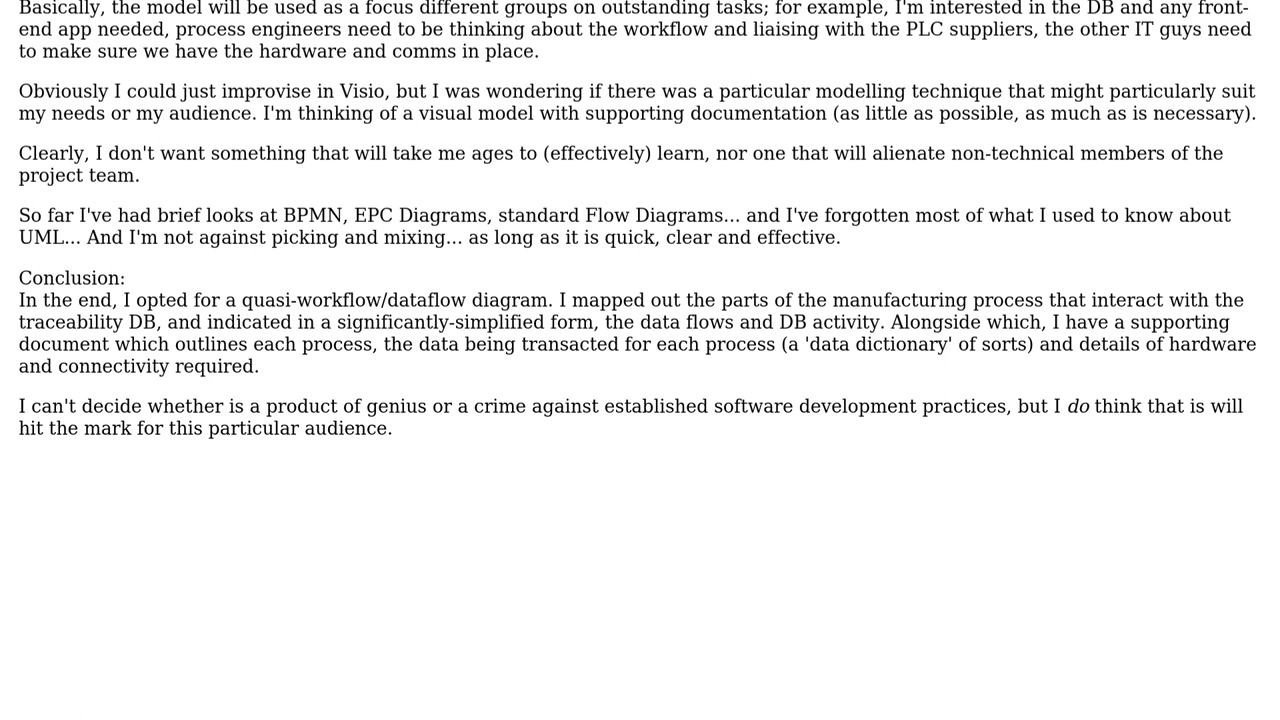 Basically, the model will be used as a focus different groups on outstanding tasks; for example, I'm interested in the DB and any front-
end app needed, process engineers need to be thinking about the workflow and liaising with the PLC suppliers, the other IT guys need
to make sure we have the hardware and comms in place.
Obviously I could just improvise in Visio, but I was wondering if there was a particular modelling technique that might particularly suit
my needs or my audience. I'm thinking of a visual model with supporting documentation (as little as possible, as much as is necessary).
Clearly, I don't want something that will take me ages to (effectively) learn, nor one that will alienate non-technical members of the
project team.
So far I've had brief looks at BPMN, EPC Diagrams, standard Flow Diagrams... and I've forgotten most of what I used to know about
UML... And I'm not against picking and mixing... as long as it is quick, clear and effective.
Conclusion:
In the end, I opted for a quasi-workflow/dataflow diagram. I mapped out the parts of the manufacturing process that interact with the
traceability DB, and indicated in a significantly-simplified form, the data flows and DB activity. Alongside which, I have a supporting
document which outlines each process, the data being transacted for each process (a 'data dictionary' of sorts) and details of hardware
and connectivity required.
I can't decide whether is a product of genius or a crime against established software development practices, but I do think that is will
hit the mark for this particular audience.